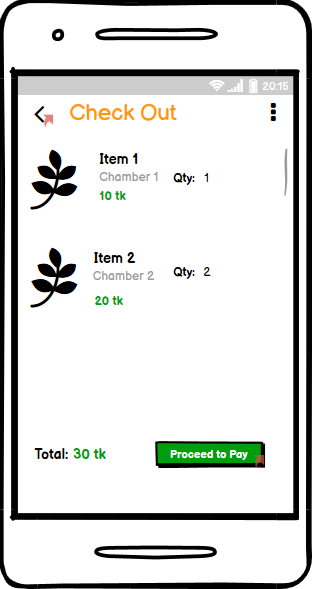 20:15
Check Out
Item 1
Chamber 1
Qty: 1
10 tk
Item 2
Chamber 2
Qty: 2
20 tk
Total: 30 tk
Proceed to Pay